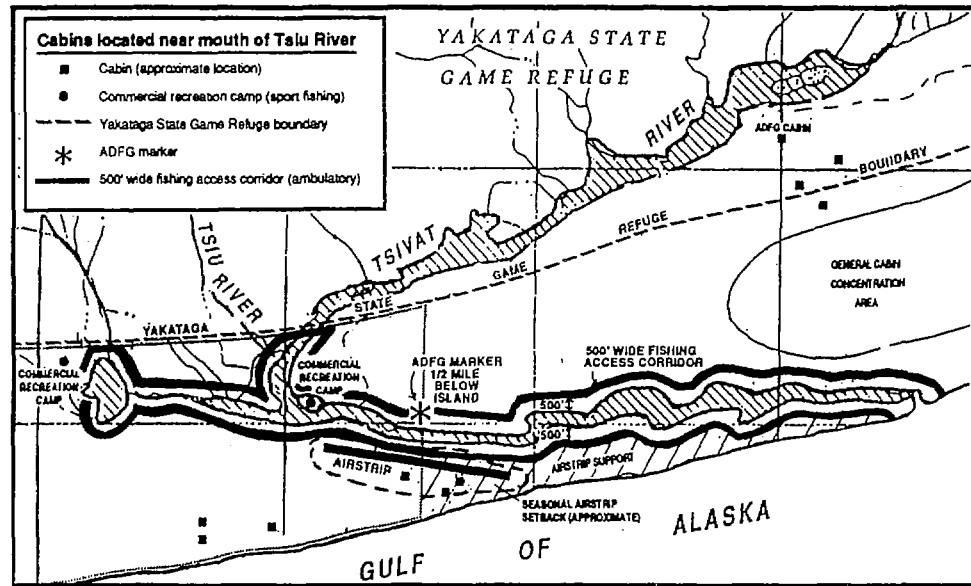 Cabins located near mouth of Tsiu River
Cabin (approximate location)
Commercial recreation camp (sport fishing)
Yakataga State Game Refuge boundary
ADFG marker
500' wide fishing access corridor (ambulatory)
YAKATAGA STATE
GAME REFUGE
RIVER
ADFG CABIN
BOUNDARY
REFUGE
GAME
STATE
YAKATAGA
TSIVAT
TSIU RIVER
GENERAL CABIN
CONCENTRATION
AREA
COMMERCIAL
RECREATION
CAMP
COMMERCIAL
RECREATION
CAMP
ADFG MARKER
1/2 MILE
BELOW
ISLAND
500' WIDE FISHING
ACCESS CORRIDOR
500'
500'
AIRSTRIP
AIRSTRIP SUPPORT
SEASONAL AIRSTRIP
SETBACK (APPROXIMATE)
GULF OF ALASKA